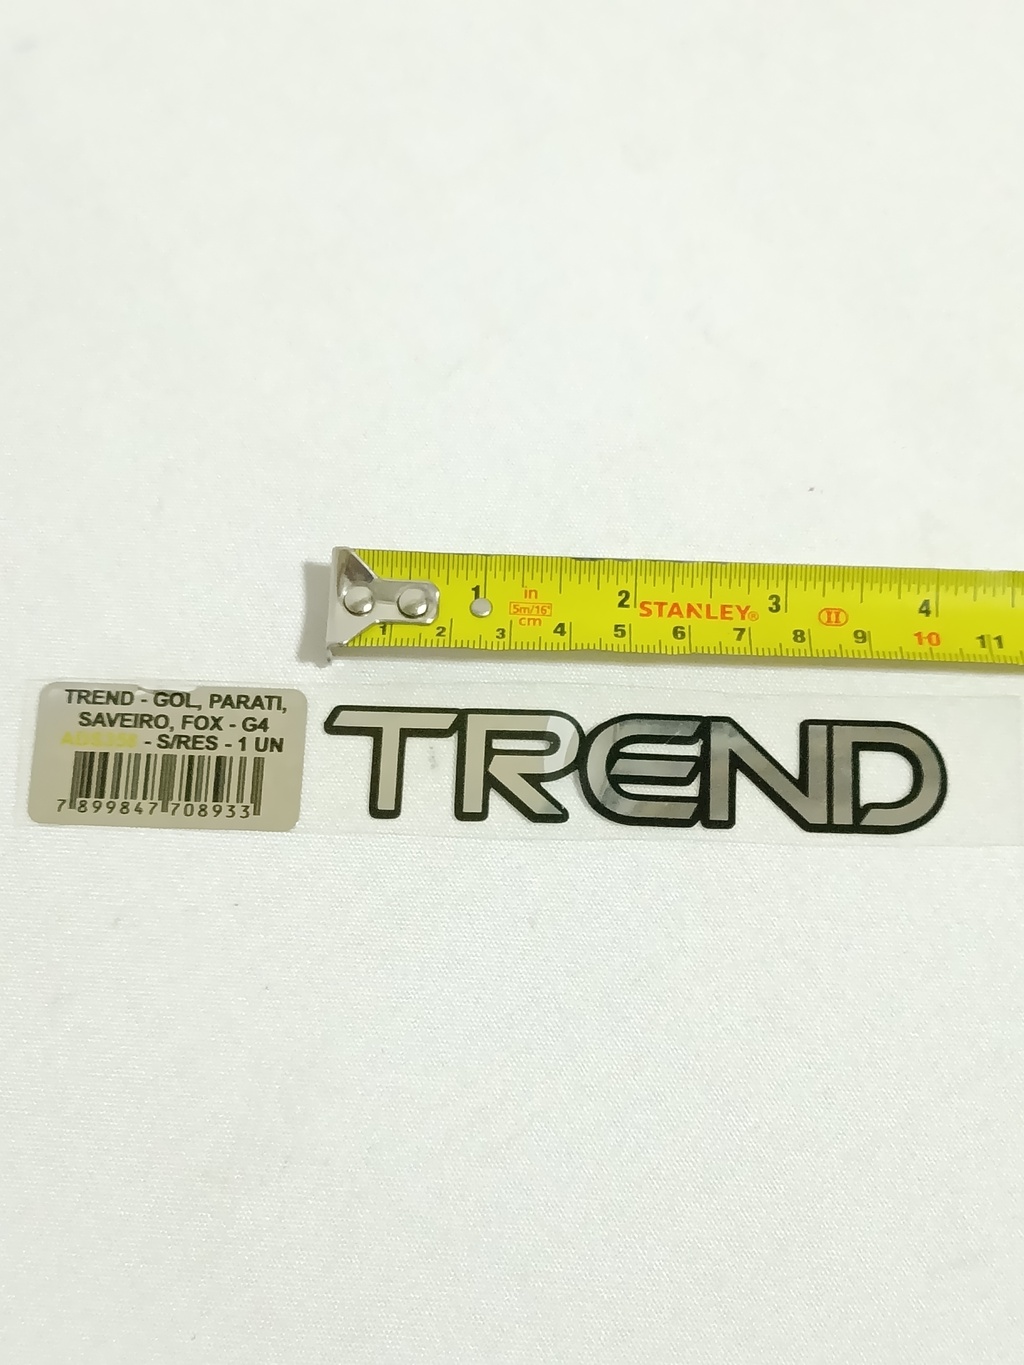 1 in 2 STANLEY® 3 II 4
5m/16'
cm
1 2 3 4 5 6 7 8 9 10 11
TREND - GOL, PARATI,
SAVEIRO, FOX - G4
- S/RES - 1 UN
7 899847 708933
TREND